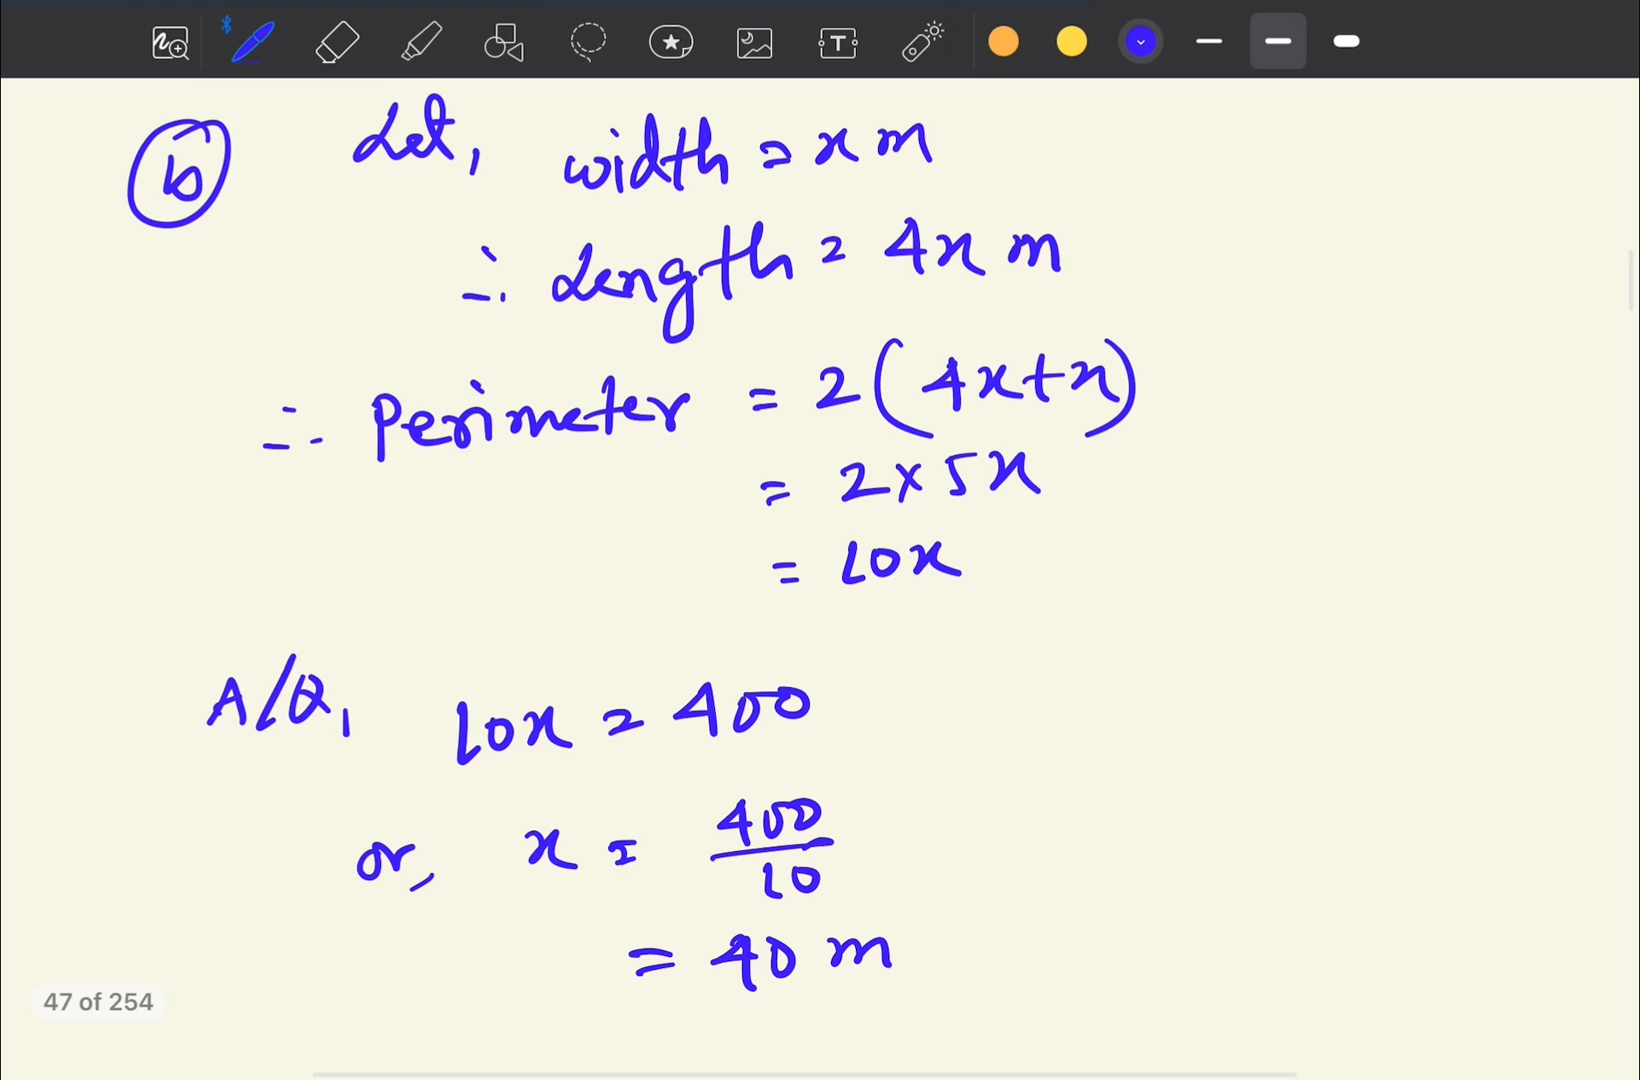 b Let, width = x m
∴ Length = 4x m
∴ Perimeter = 2(4x+x)
= 2×5x
= 10x
A/Q, 10x = 400
or, x = 400/10
= 40 m
47 of 254